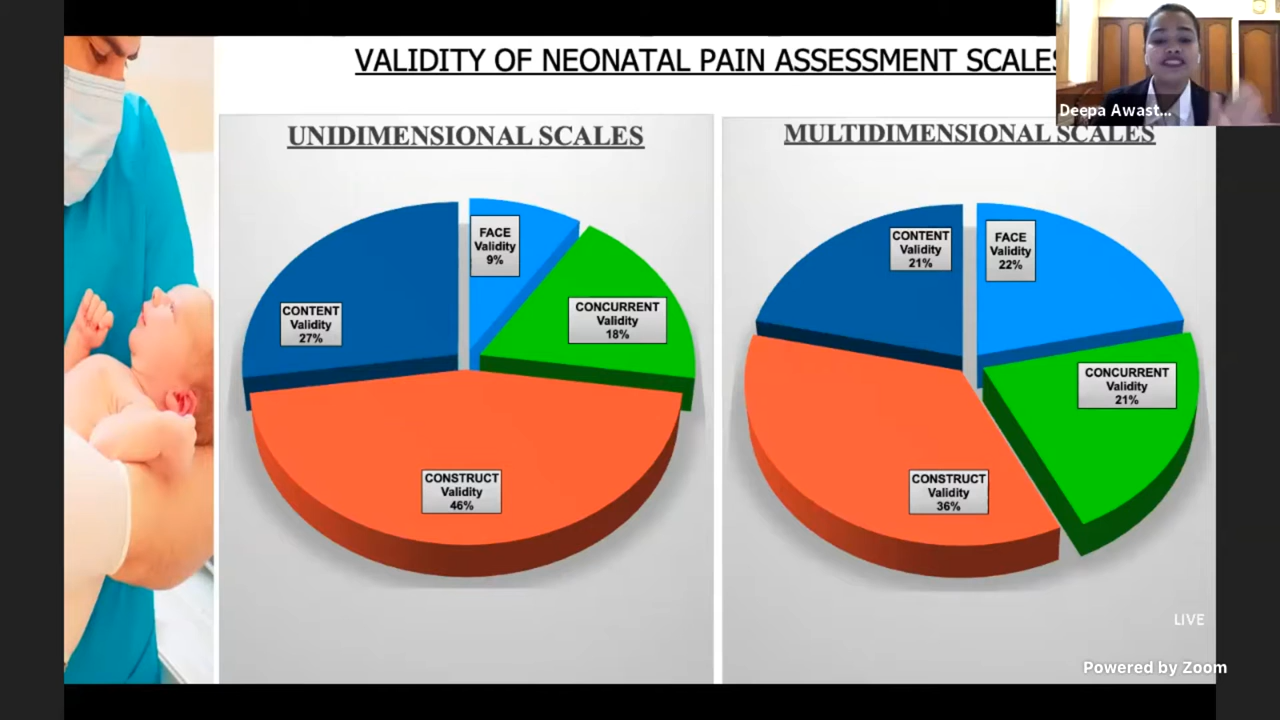 VALIDITY OF NEONATAL PAIN ASSESSMENT SCALES
Deepa Awast...
UNIDIMENSIONAL SCALES
FACE
Validity
9%
CONCURRENT
Validity
18%
CONTENT
Validity
27%
CONSTRUCT
Validity
46%
MULTIDIMENSIONAL SCALES
CONTENT
Validity
21%
FACE
Validity
22%
CONCURRENT
Validity
21%
CONSTRUCT
Validity
36%
LIVE
Powered by Zoom